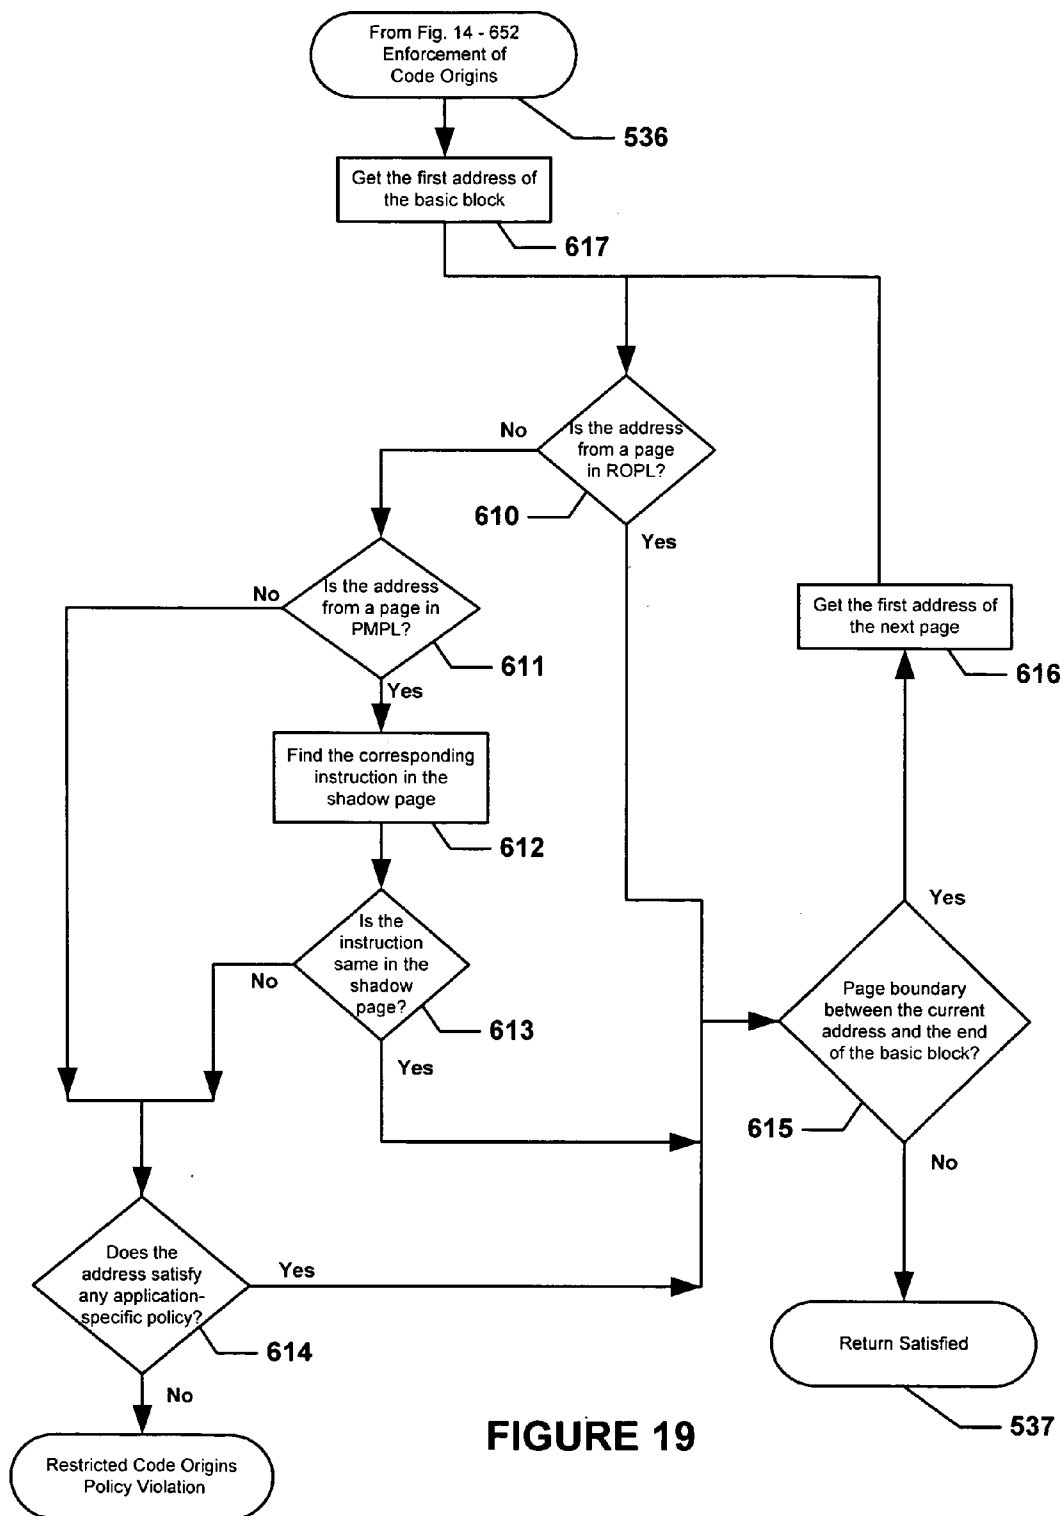 From Fig. 14 - 652
Enforcement of
Code Origins
536
Get the first address of
the basic block
617
Is the address
from a page
in ROPL?
No
610
Yes
Is the address
from a page in
PMPL?
No
611
Yes
Get the first address of
the next page
616
Find the corresponding
instruction in the
shadow page
612
Is the
instruction
same in the
shadow
page?
No
613
Yes
Yes
Page boundary
between the current
address and the end
of the basic block?
615
No
Does the
address satisfy
any application-
specific policy?
Yes
614
No
Return Satisfied
537
FIGURE 19
Restricted Code Origins
Policy Violation